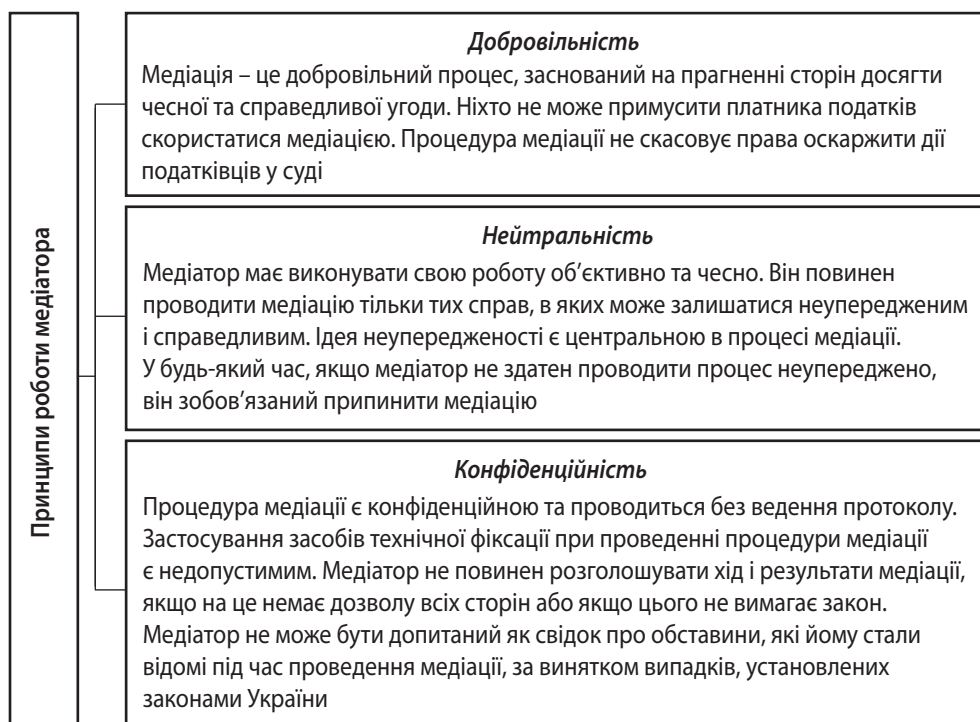 Принципи роботи медіатора
Добровільність
Медіація – це добровільний процес, заснований на прагненні сторін досягти
чесної та справедливої угоди. Ніхто не може примусити платника податків
скористатися медіацією. Процедура медіації не скасовує права оскаржити дії
податківців у суді
Нейтральність
Медіатор має виконувати свою роботу об’єктивно та чесно. Він повинен
проводити медіацію тільки тих справ, в яких може залишатися неупередженим
і справедливим. Ідея неупередженості є центральною в процесі медіації.
У будь-який час, якщо медіатор не здатен проводити процес неупереджено,
він зобов’язаний припинити медіацію
Конфіденційність
Процедура медіації є конфіденційною та проводиться без ведення протоколу.
Застосування засобів технічної фіксації при проведенні процедури медіації
є недопустимим. Медіатор не повинен розголошувати хід і результати медіації,
якщо на це немає дозволу всіх сторін або якщо цього не вимагає закон.
Медіатор не може бути допитаний як свідок про обставини, які йому стали
відомі під час проведення медіації, за винятком випадків, установлених
законами України